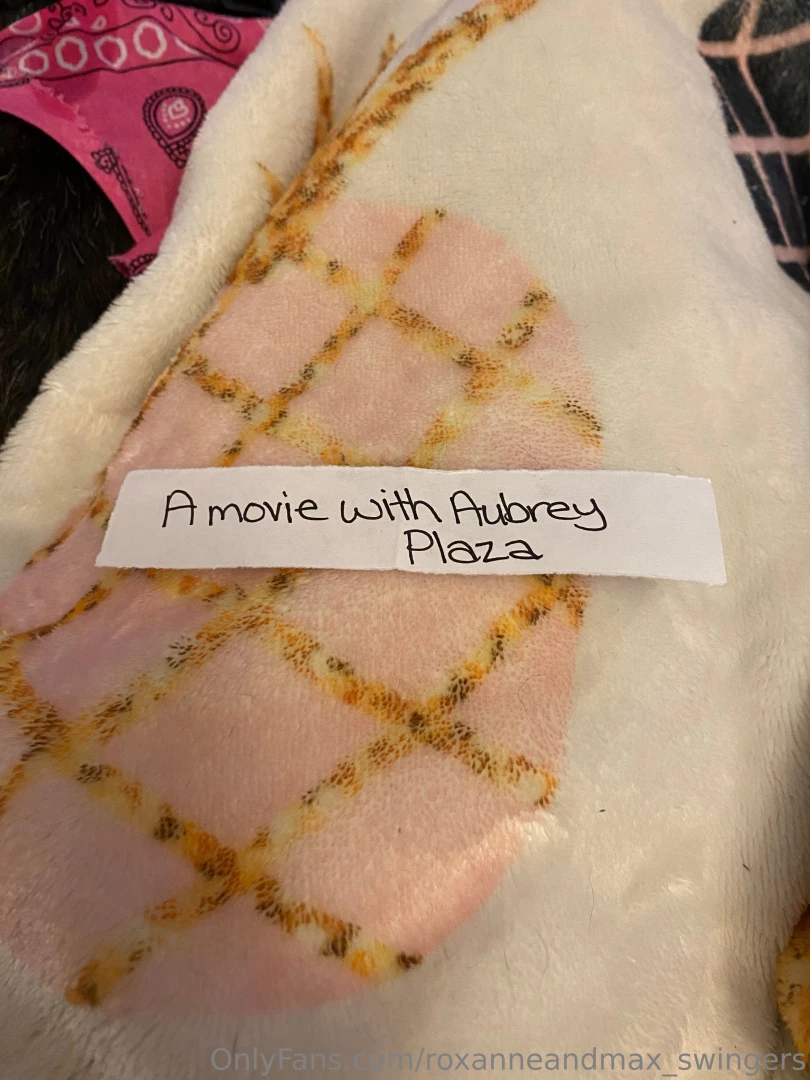 A movie with Aubrey
Plaza
OnlyFans.com/roxanneandmax_swingers